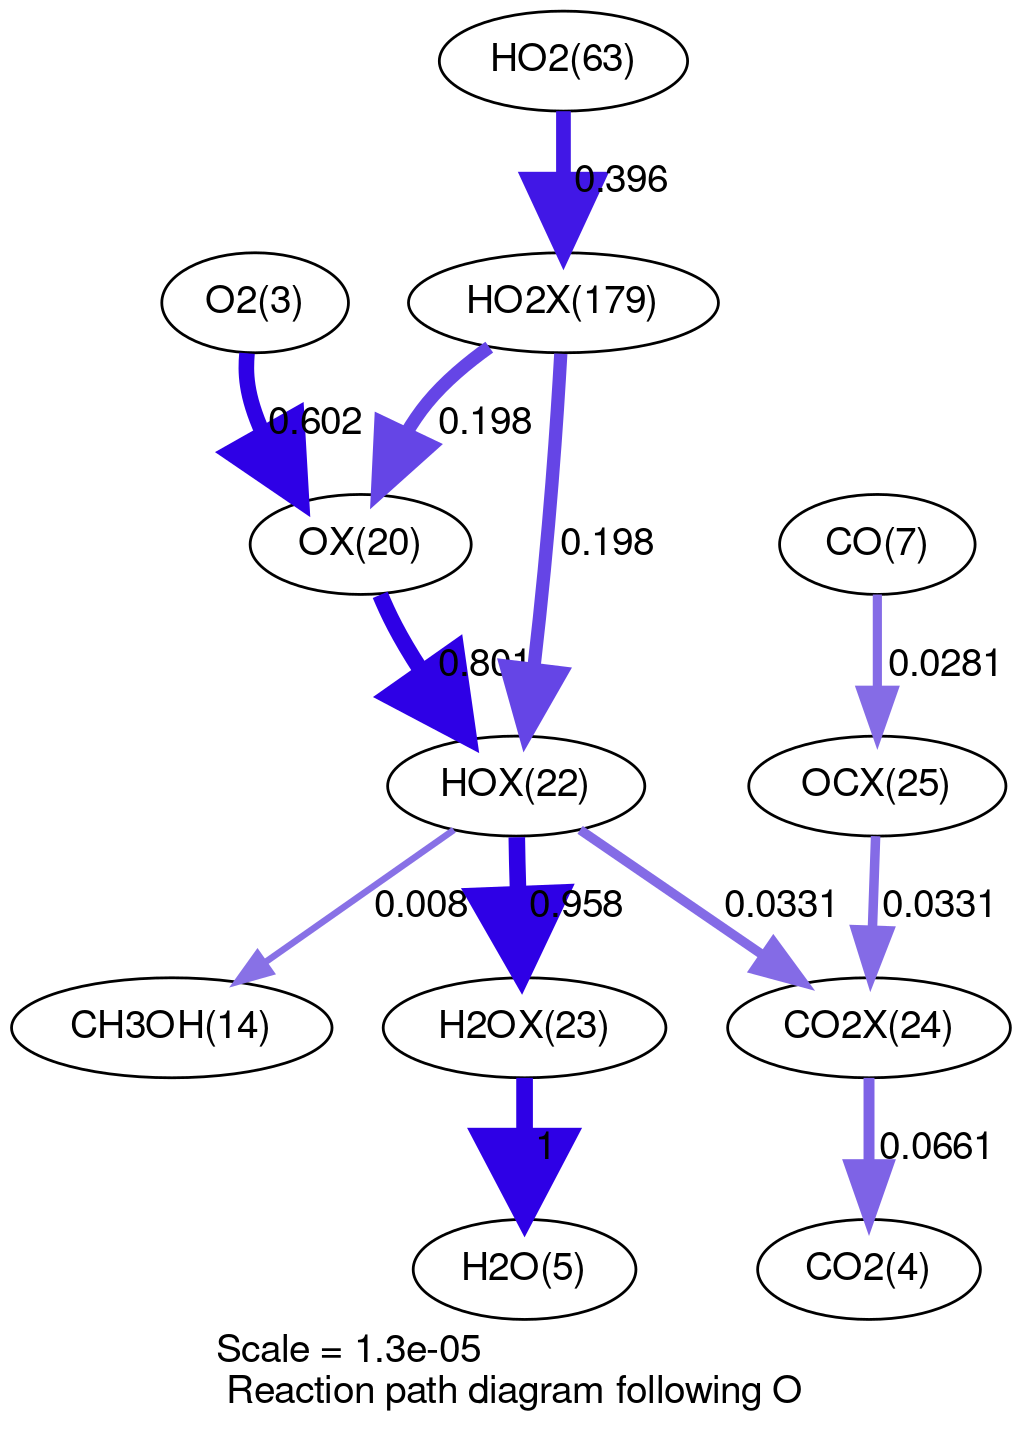 HO2(63)
0.396
O2(3)
HO2X(179)
0.602
0.198
OX(20)
0.198
CO(7)
0.801
0.0281
HOX(22)
OCX(25)
0.008
0.958
0.0331
0.0331
CH3OH(14)
H2OX(23)
CO2X(24)
1
0.0661
H2O(5)
CO2(4)
Scale = 1.3e-05
Reaction path diagram following O